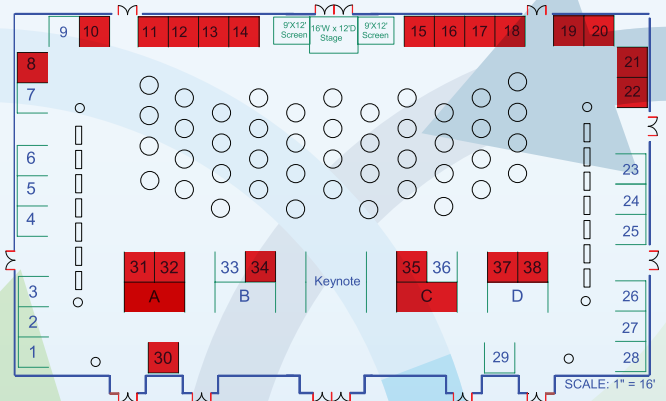 9 10 11 12 13 14 9'X12' Screen 16'W x 12'D Stage 9'X12' Screen 15 16 17 18 19 20
8 21
7 22
6 23
5 24
4 25
31 32 33 34 Keynote 35 36 37 38
A B C D
3 26
2 27
1 30 29 28
SCALE: 1" = 16'